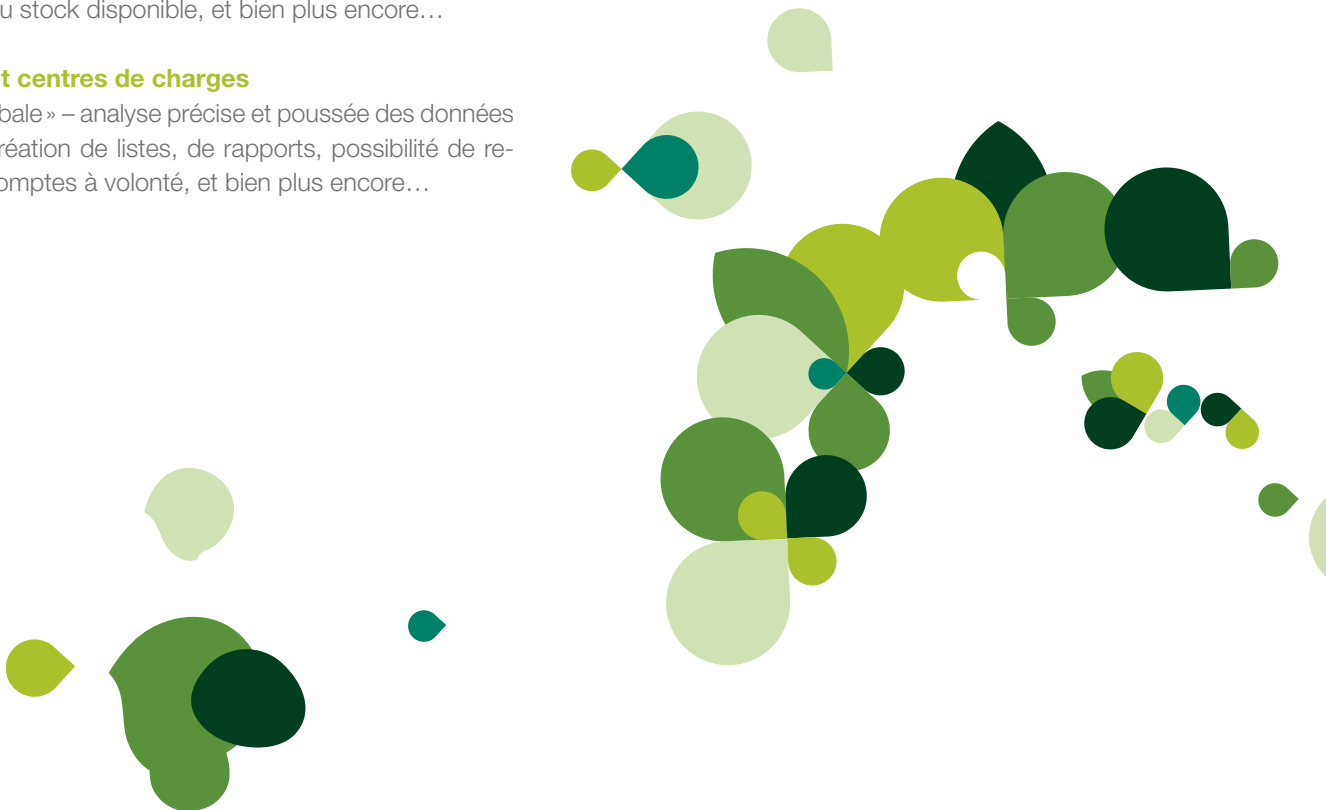 u stock disponible, et bien plus encore…
t centres de charges
bale » – analyse précise et poussée des données
réation de listes, de rapports, possibilité de re-
omptes à volonté, et bien plus encore…